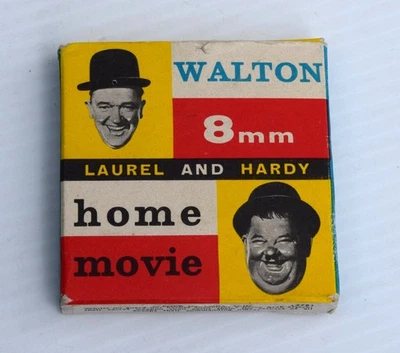 WALTON
8mm
LAUREL AND HARDY
home
movie